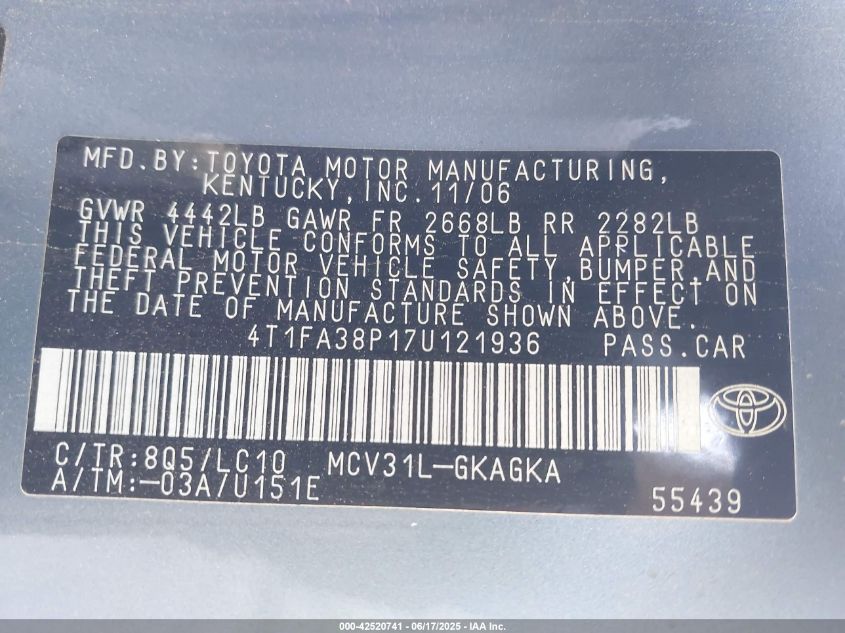 MFD.BY:TOYOTA MOTOR MANUFACTURING,
KENTUCKY,INC.11/06
GVWR 4442LB GAWR FR 2668LB RR 2282LB
THIS VEHICLE CONFORMS TO ALL APPLICABLE
FEDERAL MOTOR VEHICLE SAFETY,BUMPER,AND
THEFT PREVENTION STANDARDS IN EFFECT ON
THE DATE OF MANUFACTURE SHOWN ABOVE.
4T1FA38P17U121936 PASS.CAR
C/TR:8Q5/LC10 MCV31L-GKAGKA
A/TM:-03A/U151E
55439
000-42520741 - 06/17/2025 - IAA Inc.